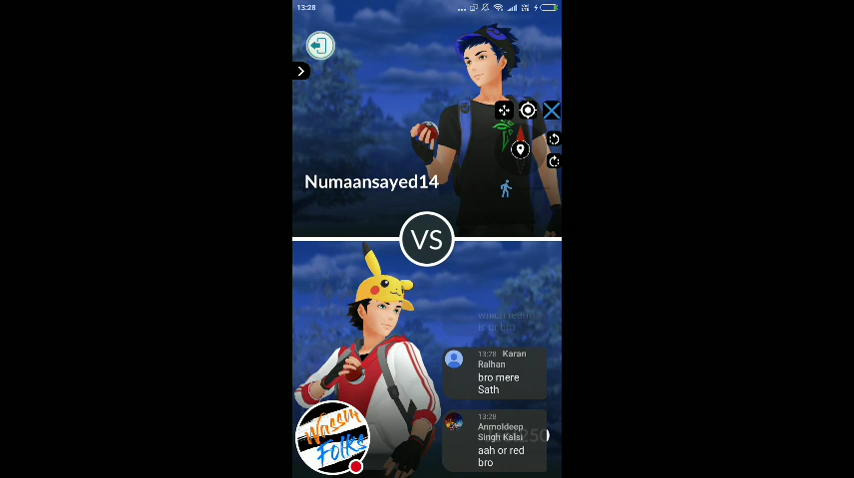 13:28
Numaansayed14
VS
13:28 Karan
Ralhan
bro mere
Sath
13:28
Anmoldeep
Singh Kalsi
aah or red
bro
Wassup
Folks